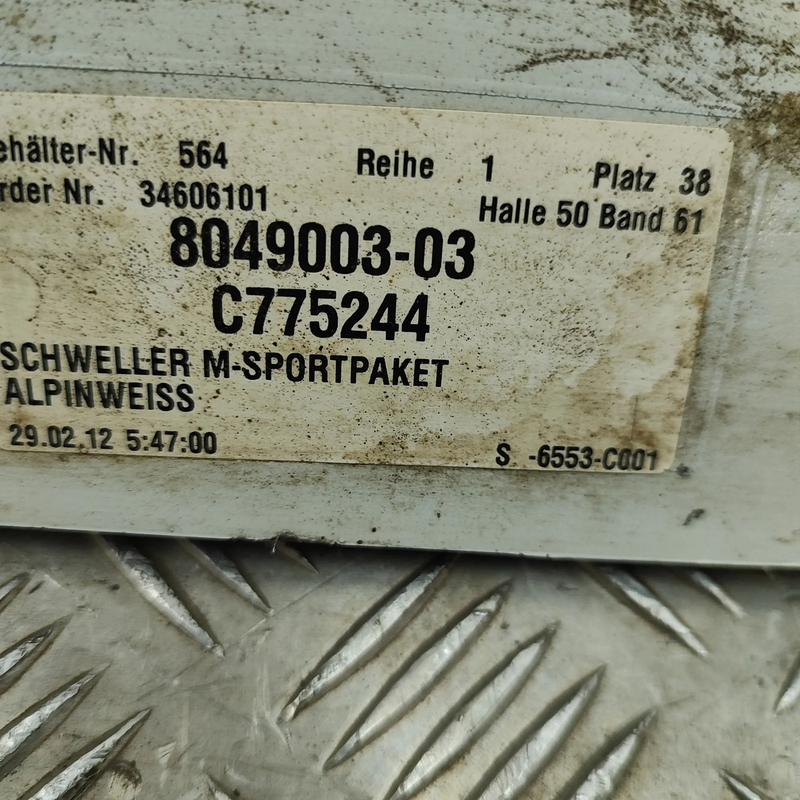 ehälter-Nr. 564 Reihe 1 Platz 38
rder Nr. 34606101 Halle 50 Band 61
8049003-03
C775244
SCHWELLER M-SPORTPAKET
ALPINWEISS
29.02.12 5:47:00 S -6553-C001